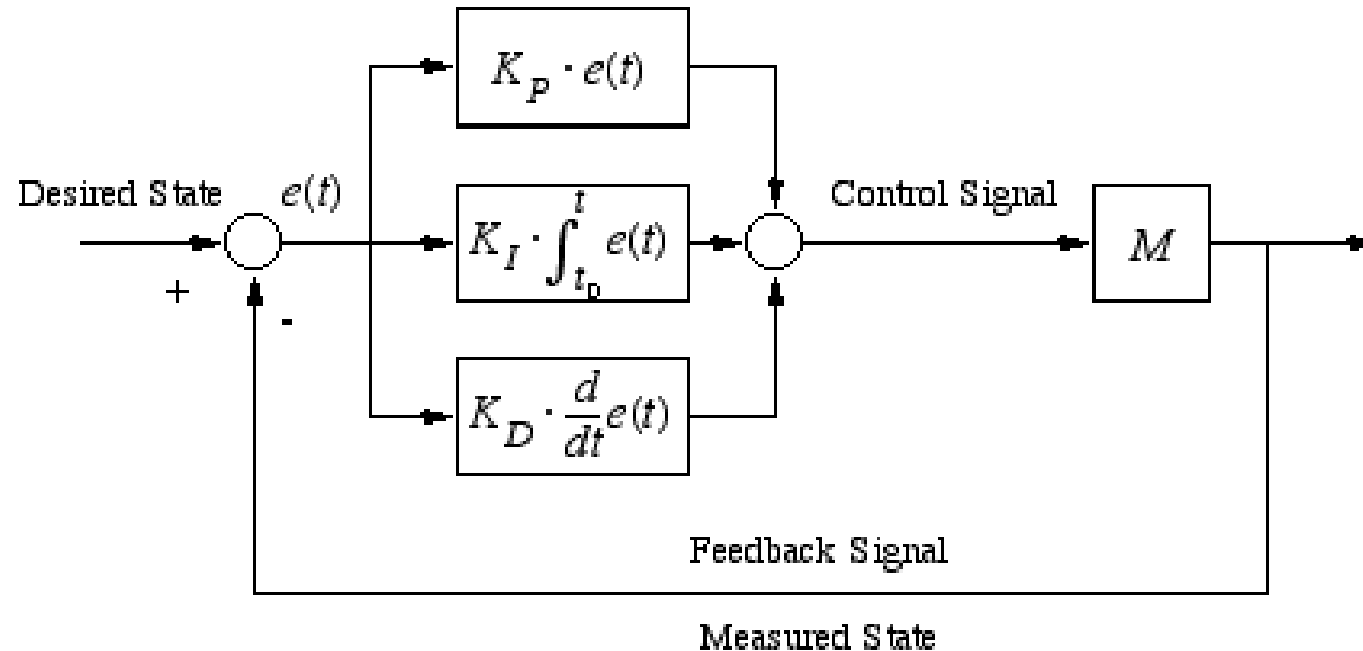 K_P · e(t)
Desired State
e(t)
K_I · ∫_{t_0}^{t} e(t)
Control Signal
M
+
-
K_D · d/dt e(t)
Feedback Signal
Measured State